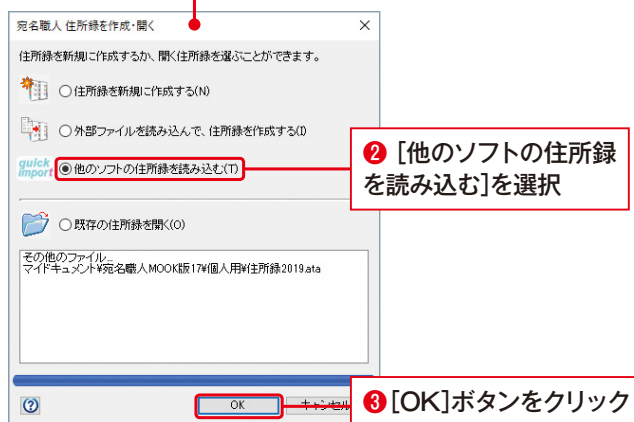 宛名職人 住所録を作成・開く
住所録を新規に作成するか、開く住所録を選ぶことができます。
住所録を新規に作成する(N)
外部ファイルを読み込んで、住所録を作成する(I)
quick
import
他のソフトの住所録を読み込む(T)
❷ [他のソフトの住所録
を読み込む]を選択
既存の住所録を開く(O)
その他のファイル...
マイドキュメント¥宛名職人MOOK版17¥個人用¥住所録2019.ata
OK
キャンセル
❸[OK]ボタンをクリック